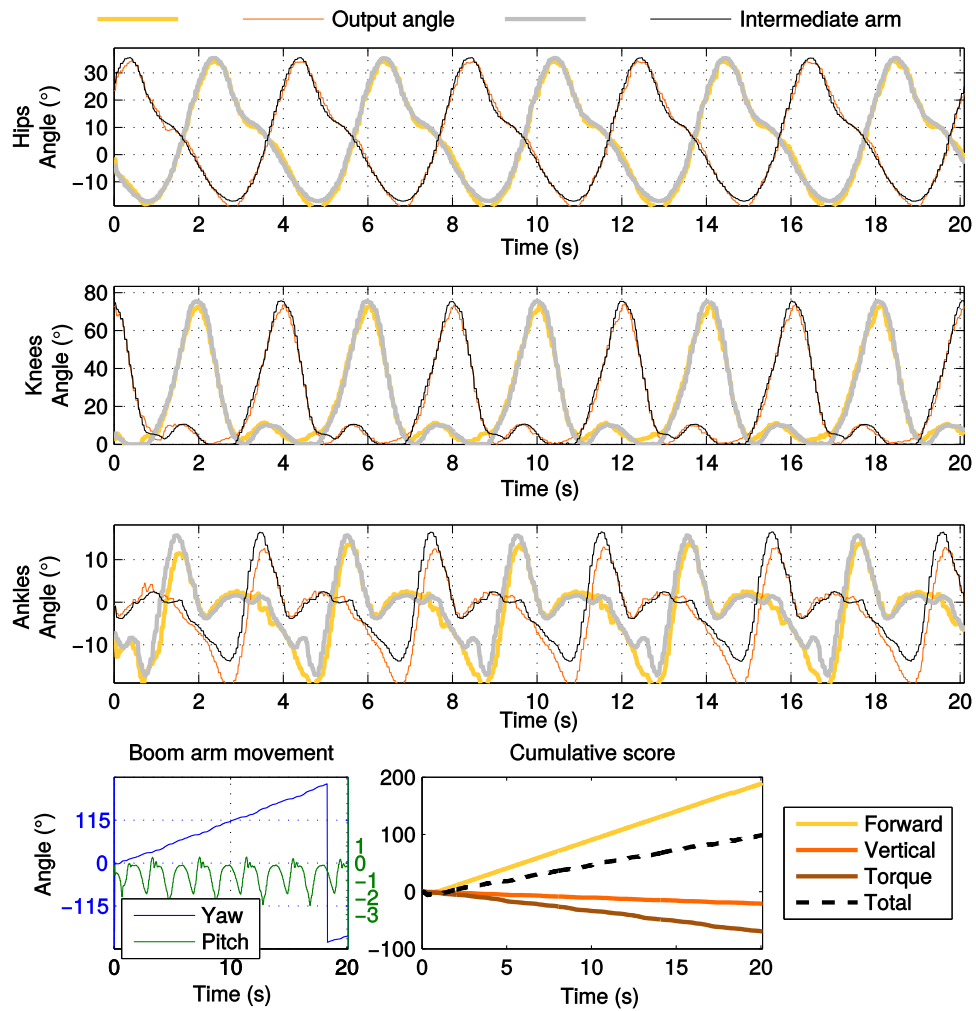 Output angle Intermediate arm
30
20
10
0
−10
Hips
Angle (°)
0 2 4 6 8 10 12 14 16 18 20
Time (s)
80
60
40
20
0
Knees
Angle (°)
0 2 4 6 8 10 12 14 16 18 20
Time (s)
10
0
−10
Ankles
Angle (°)
0 2 4 6 8 10 12 14 16 18 20
Time (s)
Boom arm movement
115
0
−115
Angle (°)
1
0
−1
−2
−3
Yaw
Pitch
0 10 20
Time (s)
Cumulative score
200
100
0
−100
0 5 10 15 20
Time (s)
Forward
Vertical
Torque
Total